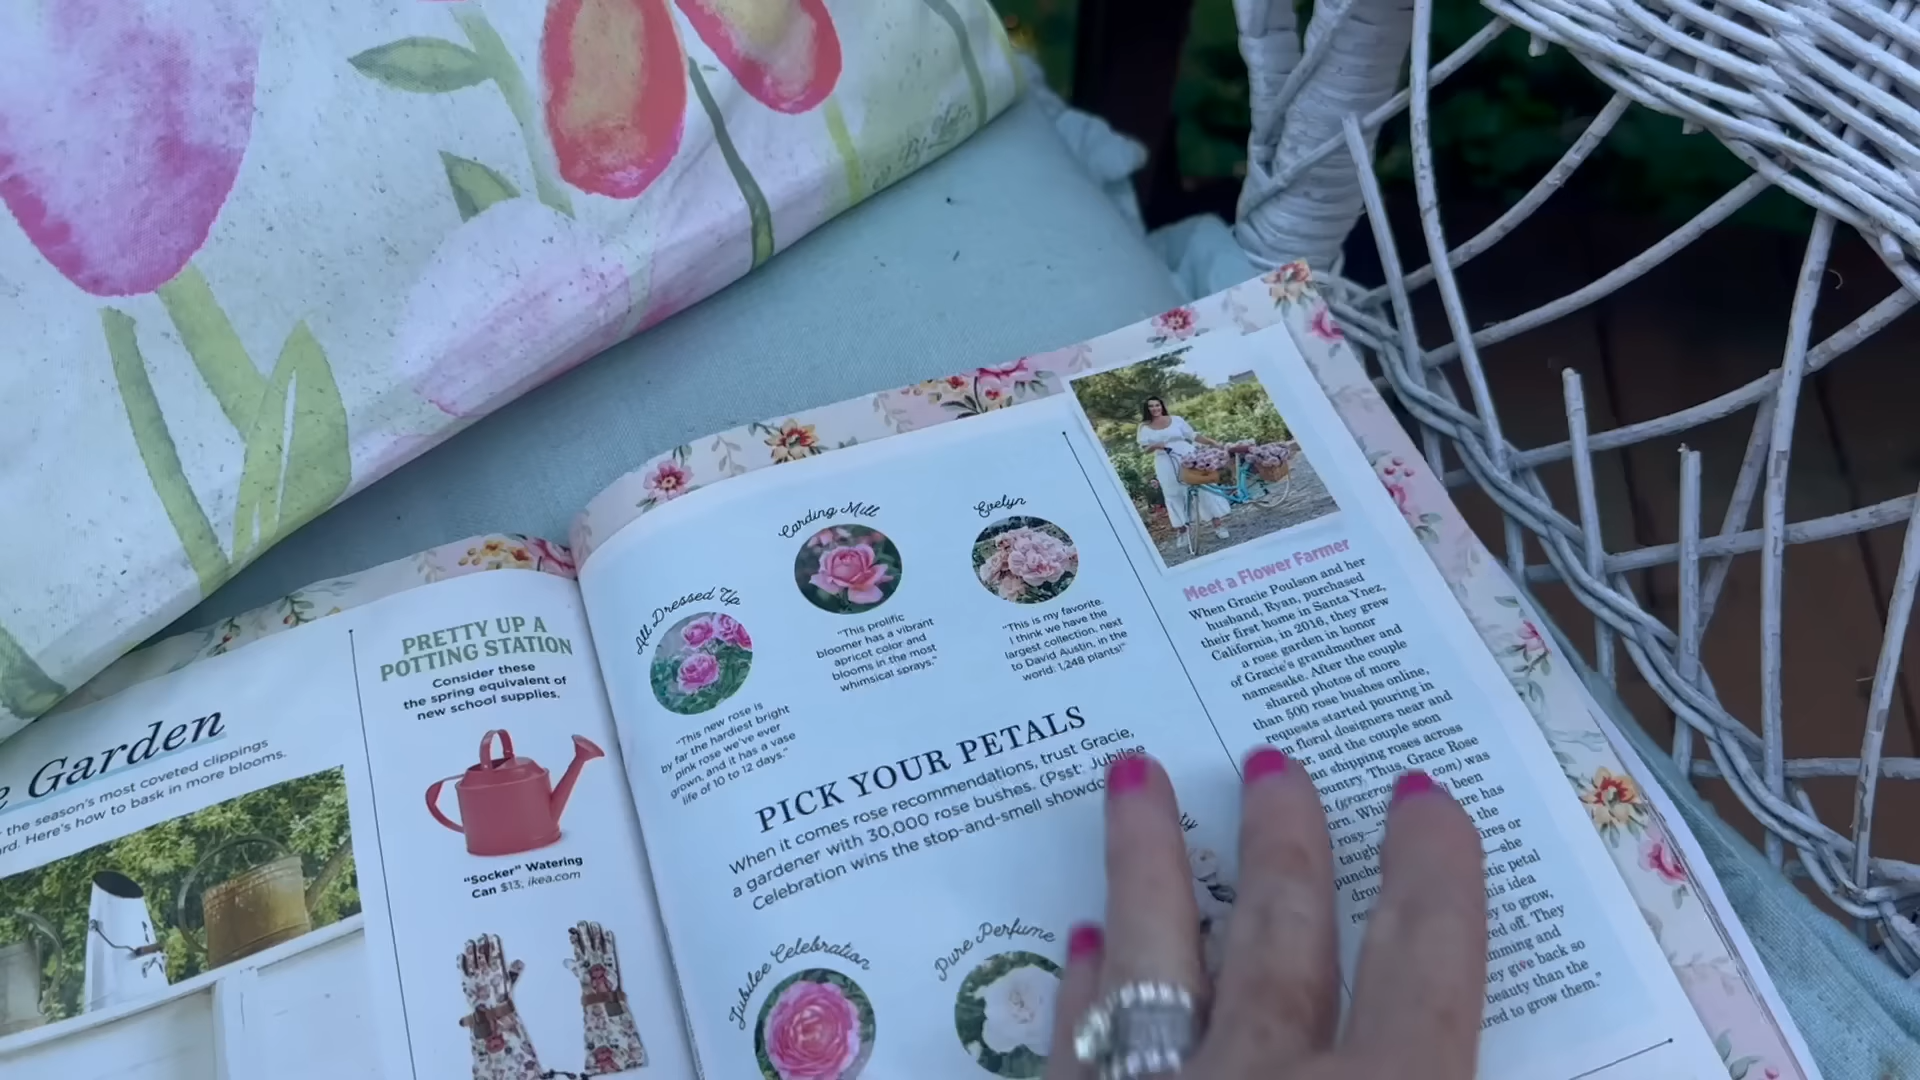 Garden
the season's most coveted clippings
Here's how to bask in more blooms.
PRETTY UP A
POTTING STATION
Consider these
the spring equivalent of
new school supplies.
"Socker" Watering
Can $13; ikea.com
All Dressed Up
"This new rose is
by far the hardiest bright
pink rose we've ever
grown, and it has a vase
life of 10 to 12 days."
Carding Mill
"This prolific
bloomer has a vibrant
apricot color and
blooms in the most
whimsical sprays."
Evelyn
"This is my favorite.
I think we have the
largest collection, next
to David Austin, in the
world: 1,248 plants!"
PICK YOUR PETALS
When it comes rose recommendations, trust Gracie,
a gardener with 30,000 rose bushes. (Psst: Jubilee
Celebration wins the stop-and-smell
Jubilee Celebration
Pure Perfume
Meet a Flower Farmer
When Gracie Poulson and her
husband, Ryan, purchased
their first home in Santa Ynez,
California, in 2016, they grew
a rose garden in honor
of Gracie's grandmother and
namesake. After the couple
shared photos of more
than 500 rose bushes online,
requests started pouring in
floral designers near and
and the couple soon
shipping roses across
Thus, Grace Rose
.com) was
been
has
the
or
she
petal
his idea
to grow,
off. They
and
give back so
beauty than the
to grow them."